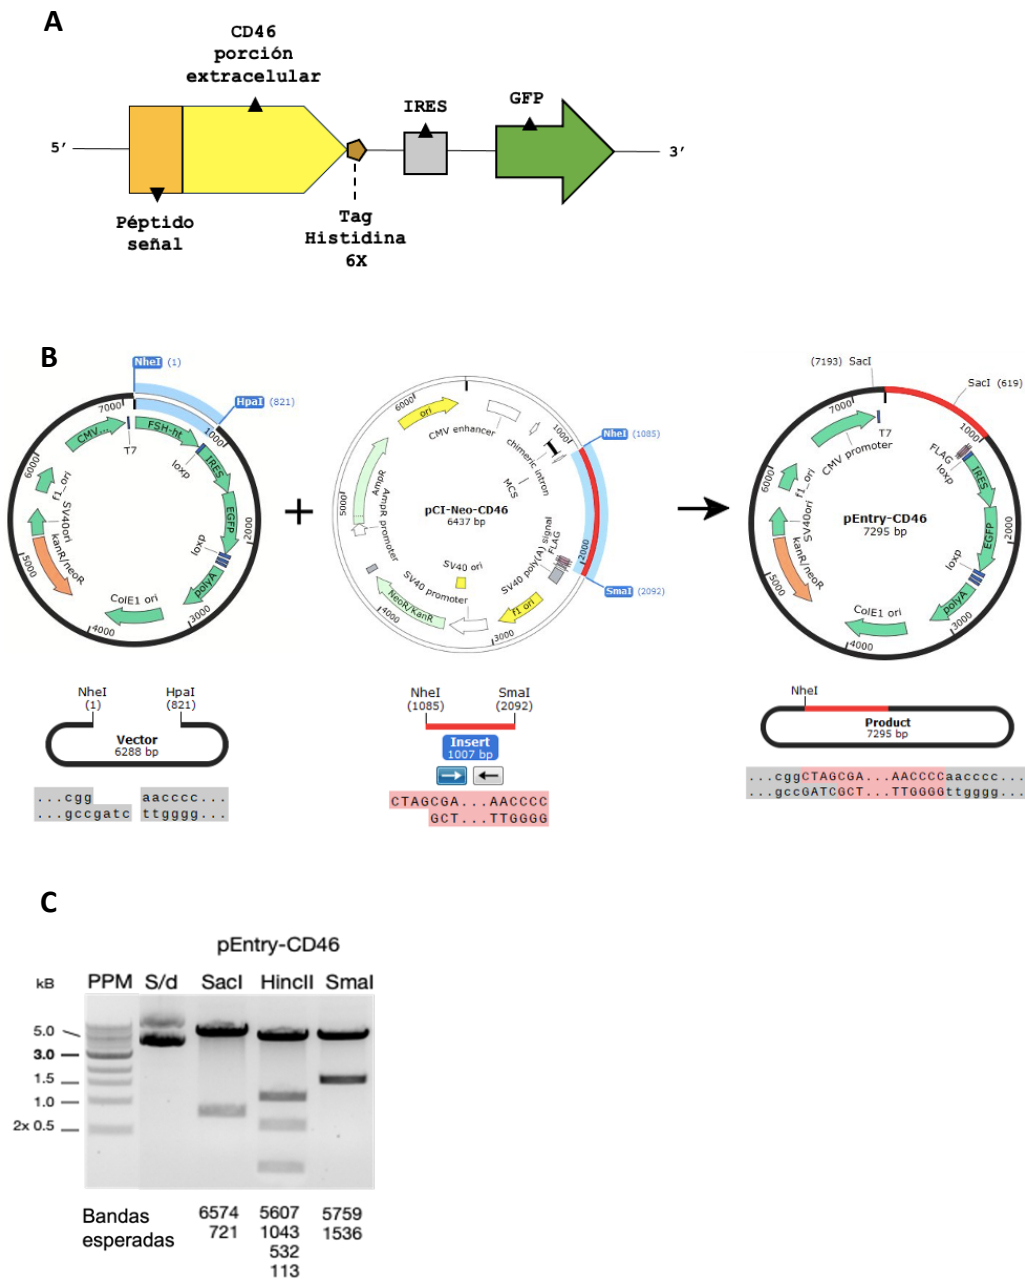 A
CD46
porción
extracelular
IRES
GFP
5'
3'
Péptido
señal
Tag
Histidina
6X
B
NheI (1)
HpaI (821)
7000
1000
CMV...
T7
FSH-ht
loxp
IRES
6000
f1_ori
SV40ori
EGFP
2000
kanR/neoR
loxp
5000
polyA
ColE1 ori
3000
4000
+
6000
ori
CMV enhancer
1000
chimeric intron
NheI (1085)
AmpR
AmpR promoter
5000
MCS
pCI-Neo-CD46
6437 bp
SV40 poly(A) signal
FLAG
2000
SV40 ori
SV40 promoter
SmaI (2092)
NeoR/KanR
f1 ori
4000
3000
(7193) SacI
SacI (619)
7000
1000
T7
CMV promoter
FLAG
loxp
IRES
6000
f1_ori
SV40ori
pEntry-CD46
7295 bp
EGFP
2000
kanR/neoR
loxp
5000
polyA
ColE1 ori
3000
4000
NheI
(1)
HpaI
(821)
Vector
6288 bp
...cgg aacccc...
...gccgatc ttgggg...
NheI
(1085)
SmaI
(2092)
Insert
1007 bp
CTAGCGA...AACCCC
GCT...TTGGGG
NheI
Product
7295 bp
...cggCTAGCGA...AACCCCaacccc...
...gccGATCGCT...TTGGGGttgggg...
C
pEntry-CD46
kB PPM S/d SacI HincII SmaI
5.0
3.0
1.5
1.0
2x 0.5
Bandas
esperadas
6574 5607 5759
721 1043 1536
532
113